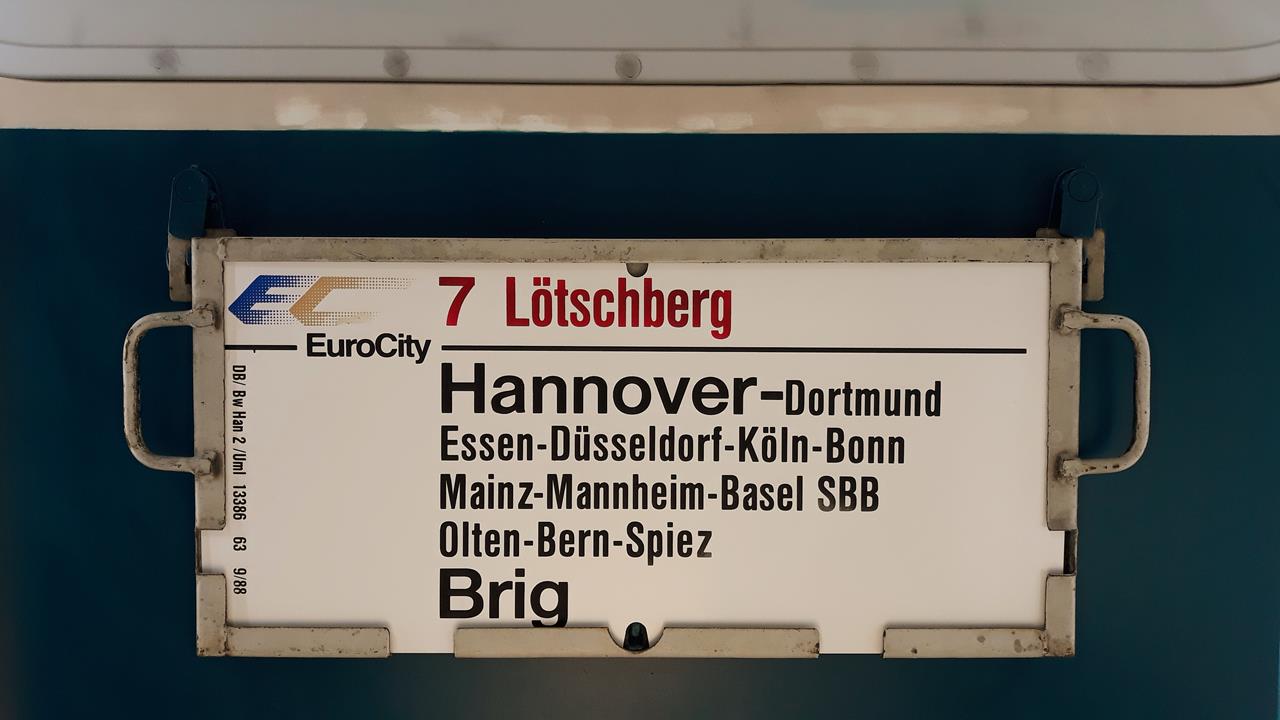 EC 7 Lötschberg
EuroCity
Hannover-Dortmund
Essen-Düsseldorf-Köln-Bonn
Mainz-Mannheim-Basel SBB
Olten-Bern-Spiez
Brig
DB/ Bw Han 2 /Uml 13386 63 9/88